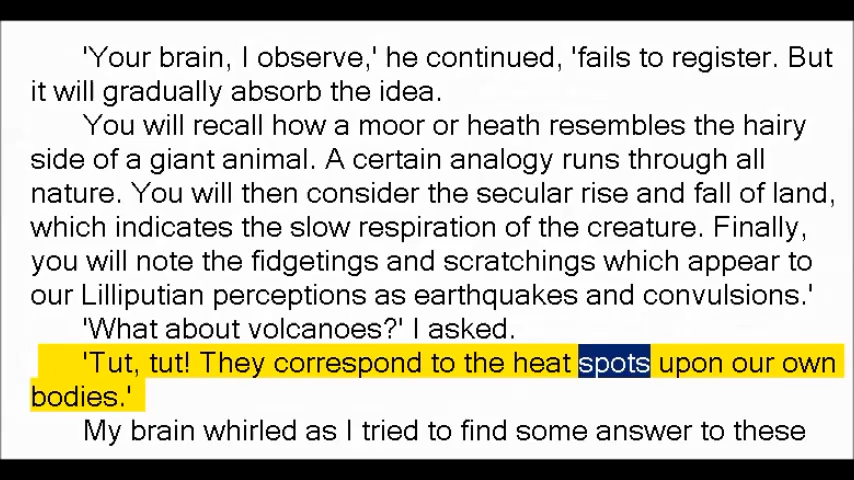 'Your brain, I observe,' he continued, 'fails to register. But
it will gradually absorb the idea.
You will recall how a moor or heath resembles the hairy
side of a giant animal. A certain analogy runs through all
nature. You will then consider the secular rise and fall of land,
which indicates the slow respiration of the creature. Finally,
you will note the fidgetings and scratchings which appear to
our Lilliputian perceptions as earthquakes and convulsions.'
'What about volcanoes?' I asked.
'Tut, tut! They correspond to the heat spots upon our own
bodies.'
My brain whirled as I tried to find some answer to these